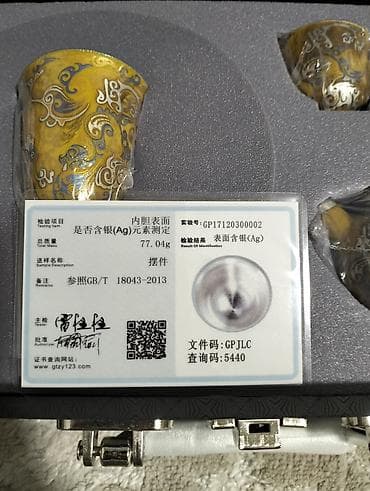 检验项目 内胆表面
Testing Item 是否含银(Ag)元素测定
总质量 77.04g
Total Mass
送样名称 摆件
Sample Description
备注 参照GB/T 18043-2013
Remarks
主检
批准
证书查询网站：
www.gtzy123.com
实验号：GP17120300002
检验结果 表面含银(Ag)
Result Of Identification
文件码：GPJLC
查询码：5440